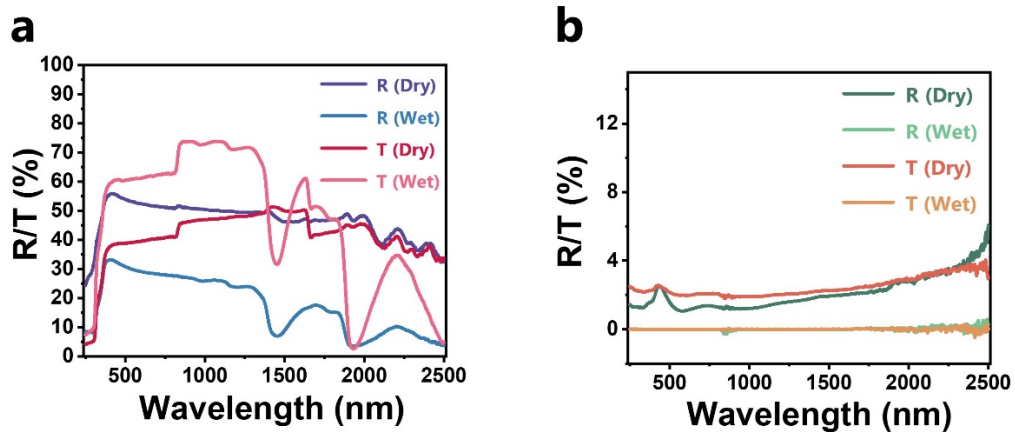 a
R/T (%)
100
90
80
70
60
50
40
30
20
10
0
R (Dry)
R (Wet)
T (Dry)
T (Wet)
500 1000 1500 2000 2500
Wavelength (nm)
b
R/T (%)
12
8
4
0
R (Dry)
R (Wet)
T (Dry)
T (Wet)
500 1000 1500 2000 2500
Wavelength (nm)